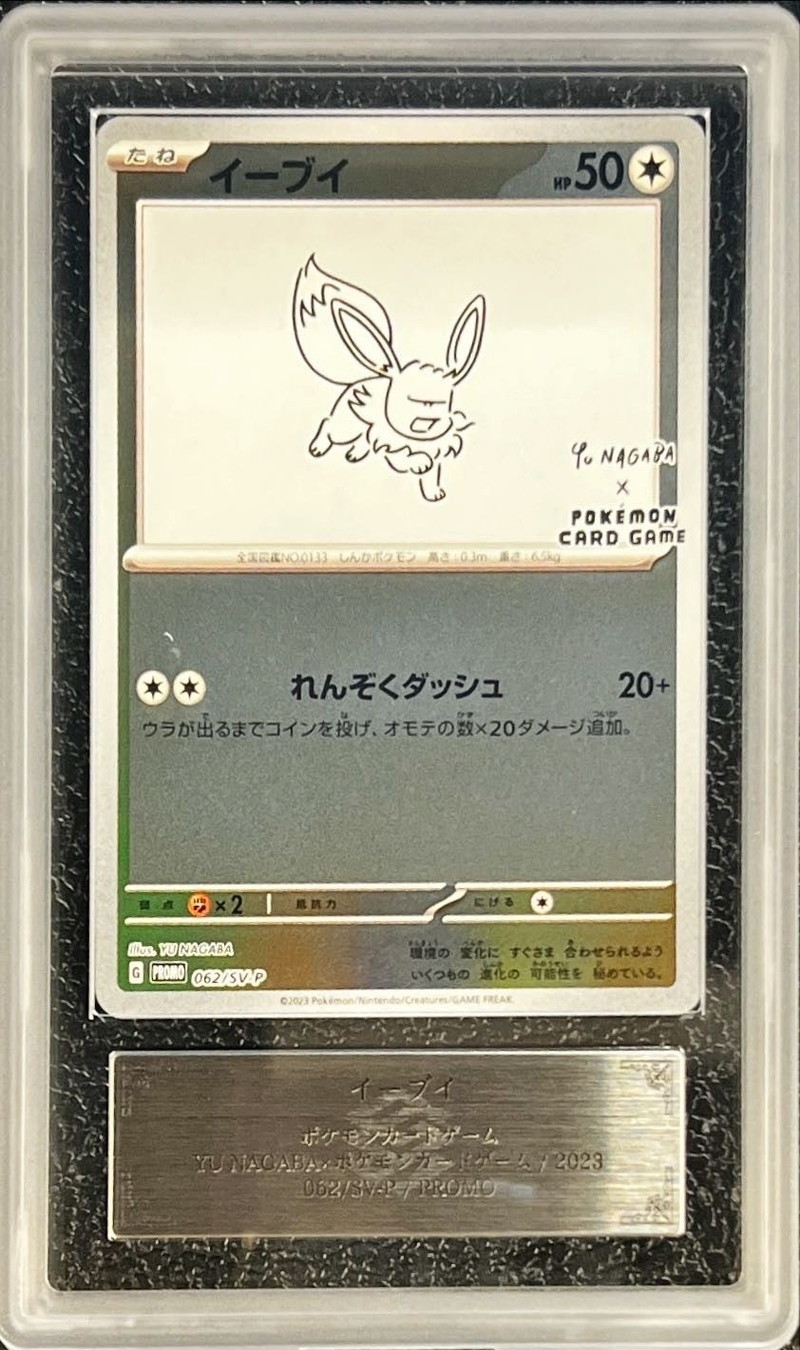 たね イーブイ HP 50
Yu NAGABA
×
POKÉMON
CARD GAME
全国図鑑NO.0133 しんかポケモン 高さ:0.3m 重さ:6.5kg
れんぞくダッシュ 20+
ウラが出るまでコインを投げ、オモテの数×20ダメージ追加。
弱点 ×2 抵抗力 にげる
illus. YU NAGABA
G PROMO 062/SV-P
環境の 変化に すぐさま 合わせられるよう
いくつもの 進化の 可能性を 秘めている。
©2023 Pokémon/Nintendo/Creatures/GAME FREAK.
イーブイ
ポケモンカードゲーム
YU NAGABA×ポケモンカードゲーム / 2023
062/SV-P / PROMO